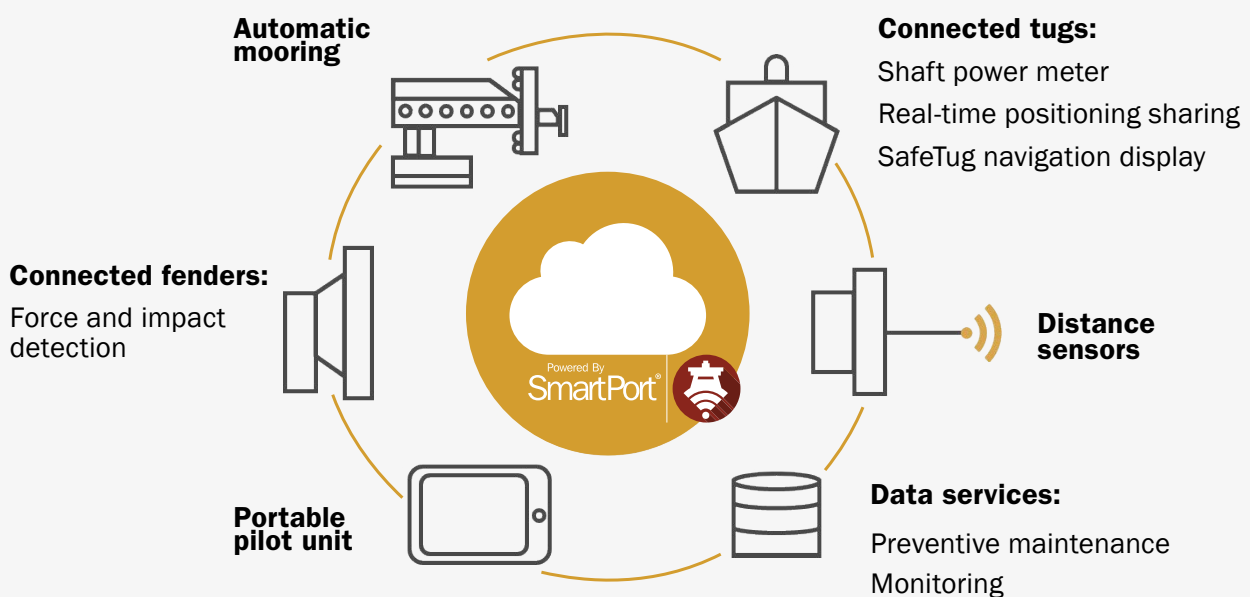 Automatic
mooring
Connected tugs:
Shaft power meter
Real-time positioning sharing
SafeTug navigation display
Connected fenders:
Force and impact
detection
Distance
sensors
Powered By
SmartPort®
Portable
pilot unit
Data services:
Preventive maintenance
Monitoring